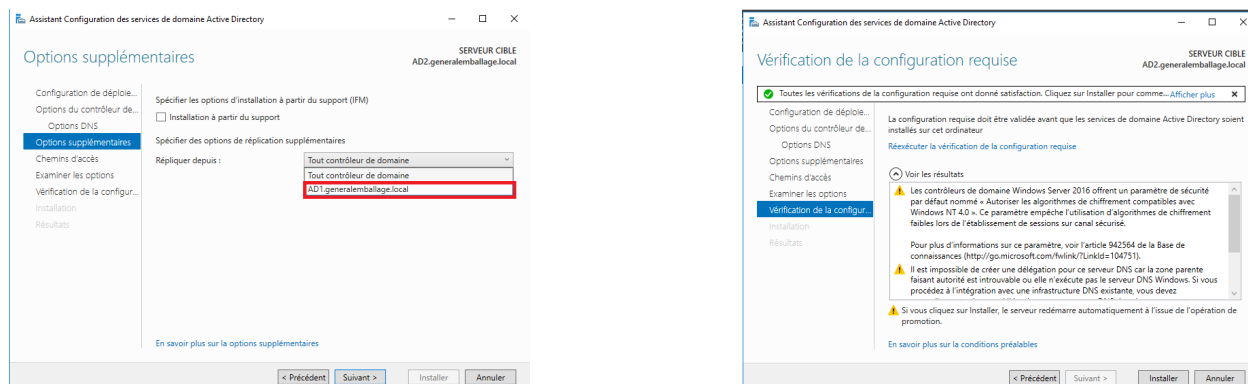 Assistant Configuration des services de domaine Active Directory
Options supplémentaires
SERVEUR CIBLE
AD2.generalemballage.local
Configuration de déploie...
Options du contrôleur de...
Options DNS
Options supplémentaires
Chemins d'accès
Examiner les options
Vérification de la configur...
Installation
Résultats
Spécifier les options d'installation à partir du support (IFM)
Installation à partir du support
Spécifier des options de réplication supplémentaires
Répliquer depuis :
Tout contrôleur de domaine
Tout contrôleur de domaine
AD1.generalemballage.local
En savoir plus sur la options supplémentaires
< Précédent
Suivant >
Installer
Annuler
Assistant Configuration des services de domaine Active Directory
Vérification de la configuration requise
SERVEUR CIBLE
AD2.generalemballage.local
Toutes les vérifications de la configuration requise ont donné satisfaction. Cliquez sur Installer pour comme... Afficher plus
Configuration de déploie...
Options du contrôleur de...
Options DNS
Options supplémentaires
Chemins d'accès
Examiner les options
Vérification de la configur...
Installation
Résultats
La configuration requise doit être validée avant que les services de domaine Active Directory soient
installés sur cet ordinateur
Réexécuter la vérification de la configuration requise
Voir les résultats
Les contrôleurs de domaine Windows Server 2016 offrent un paramètre de sécurité
par défaut nommé « Autoriser les algorithmes de chiffrement compatibles avec
Windows NT 4.0 ». Ce paramètre empêche l'utilisation d'algorithmes de chiffrement
faibles lors de l'établissement de sessions sur canal sécurisé.
Pour plus d'informations sur ce paramètre, voir l'article 942564 de la Base de
connaissances (http://go.microsoft.com/fwlink/?LinkId=104751).
Il est impossible de créer une délégation pour ce serveur DNS car la zone parente
faisant autorité est introuvable ou elle n'exécute pas le serveur DNS Windows. Si vous
procédez à l'intégration avec une infrastructure DNS existante, vous devez
Si vous cliquez sur Installer, le serveur redémarre automatiquement à l'issue de l'opération de
promotion.
En savoir plus sur la conditions préalables
< Précédent
Suivant >
Installer
Annuler